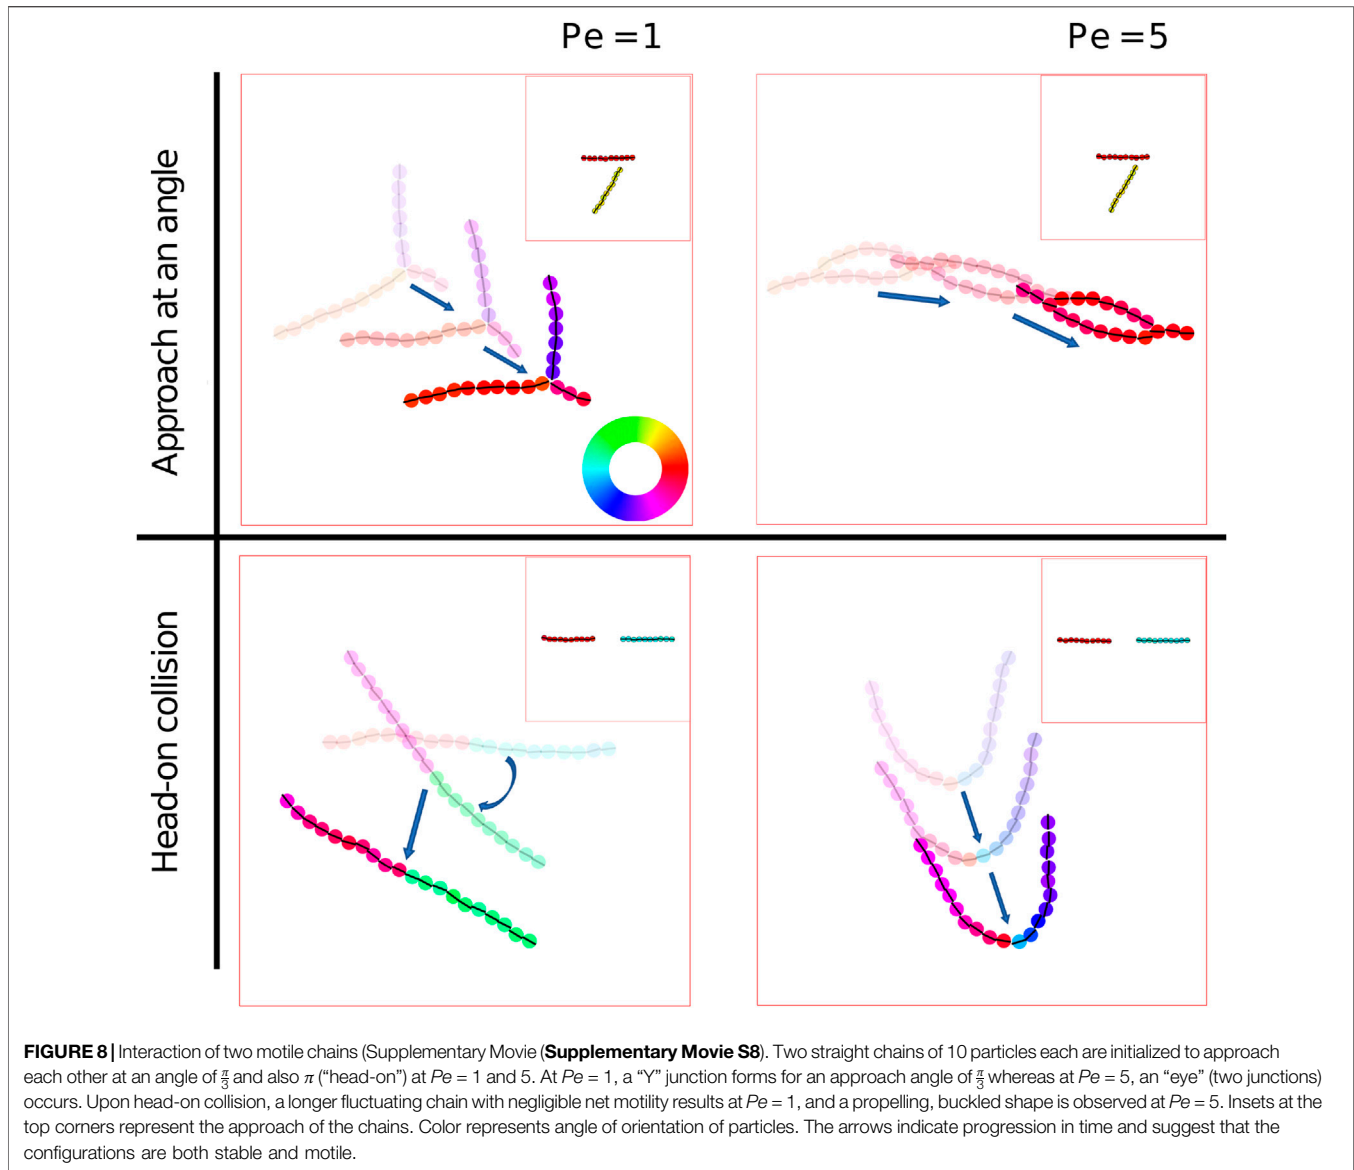 Pe = 1
Pe = 5
Approach at an angle
Head-on collision
FIGURE 8 | Interaction of two motile chains (Supplementary Movie (Supplementary Movie S8). Two straight chains of 10 particles each are initialized to approach
each other at an angle of π/3 and also π (“head-on”) at Pe = 1 and 5. At Pe = 1, a “Y” junction forms for an approach angle of π/3 whereas at Pe = 5, an “eye” (two junctions)
occurs. Upon head-on collision, a longer fluctuating chain with negligible net motility results at Pe = 1, and a propelling, buckled shape is observed at Pe = 5. Insets at the
top corners represent the approach of the chains. Color represents angle of orientation of particles. The arrows indicate progression in time and suggest that the
configurations are both stable and motile.